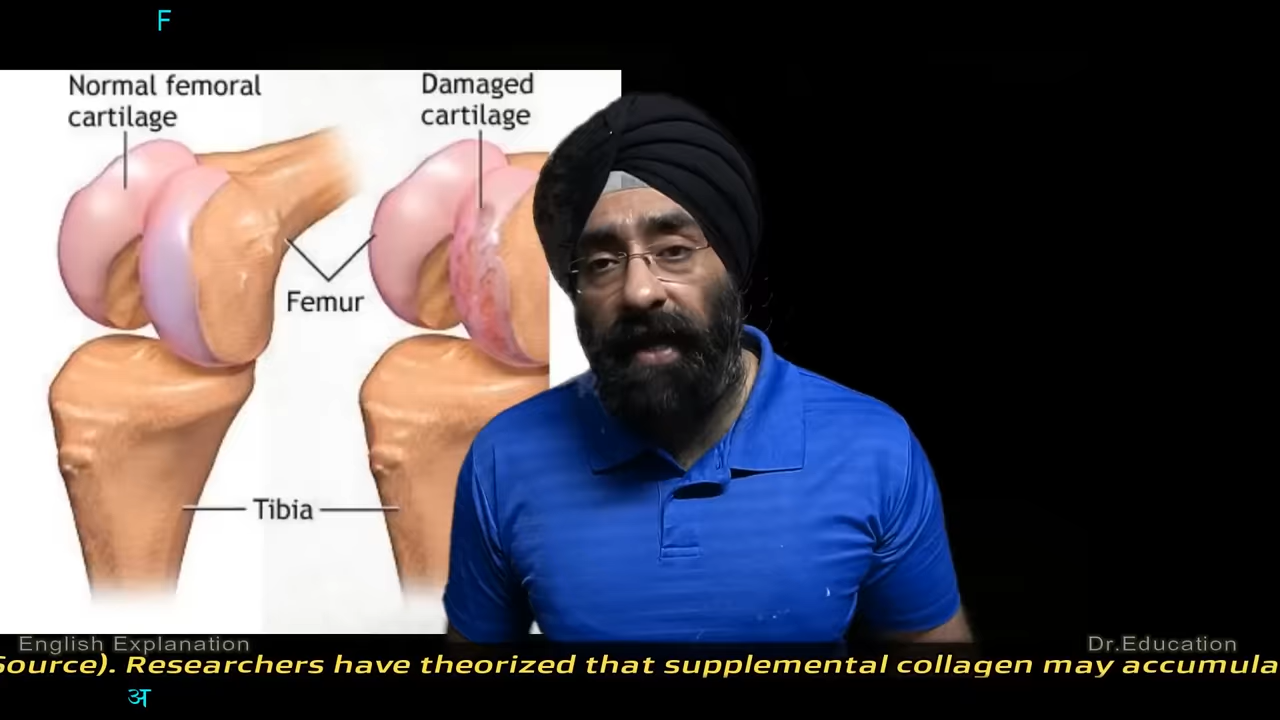 F
Normal femoral
cartilage
Damaged
cartilage
Femur
Tibia
English Explanation
Dr.Education
Source). Researchers have theorized that supplemental collagen may accumula
अ